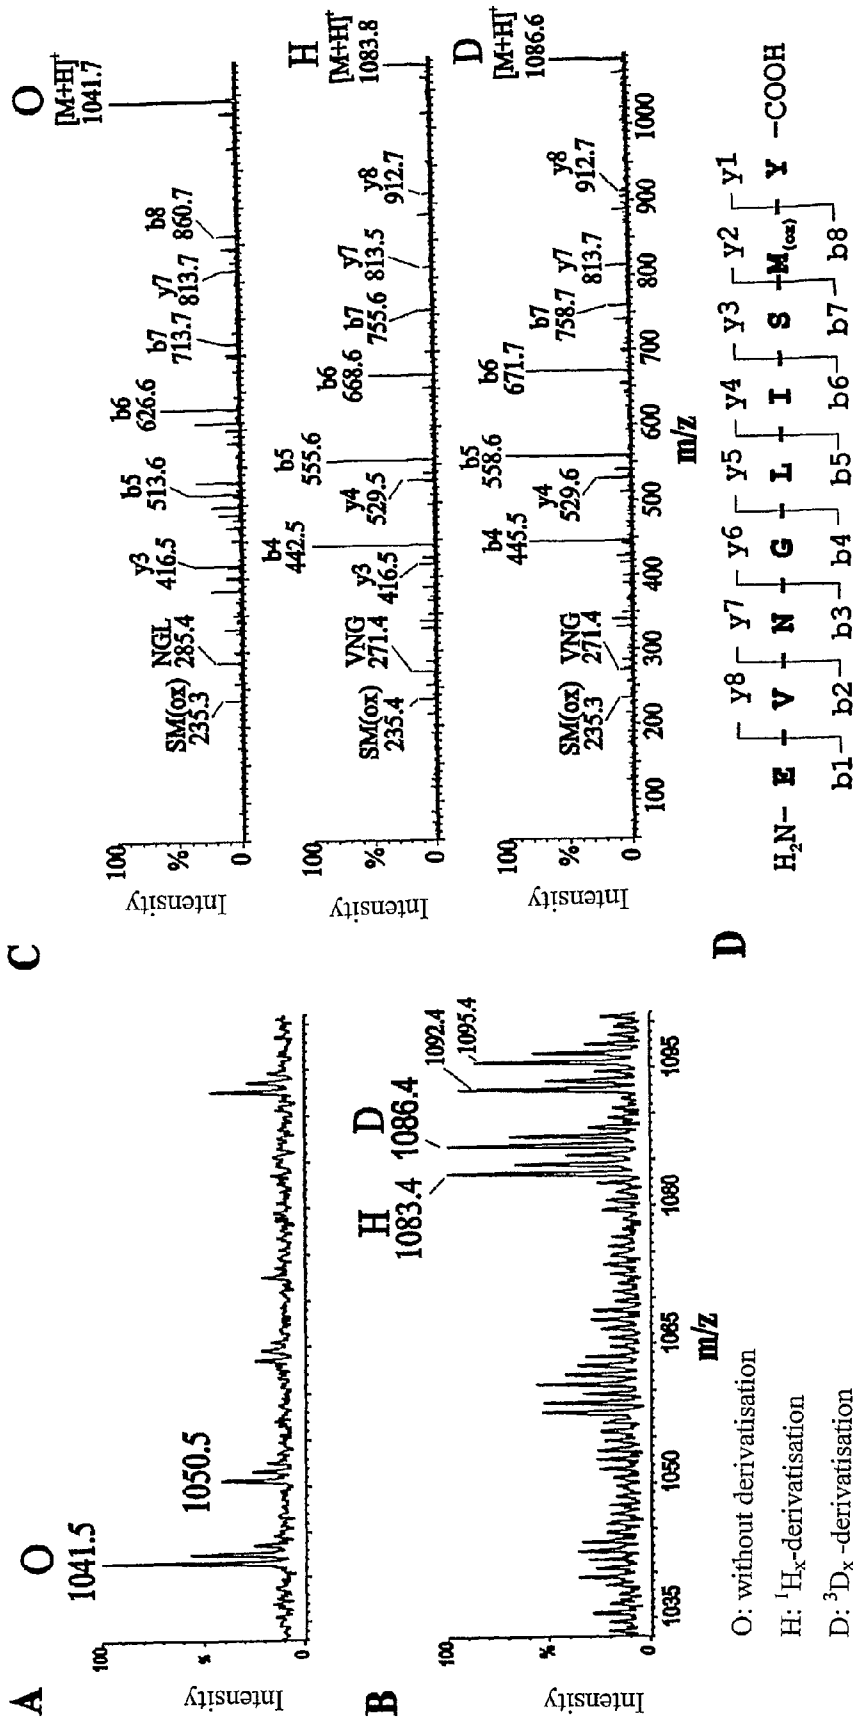 A
O
1041.5
1050.5
100
%
0
Intensity
B
H
1083.4
D
1086.4
1092.4
1095.4
100
%
0
Intensity
1035
1050
1065
1080
1095
m/z
O: without derivatisation
H: ¹Hₓ-derivatisation
D: ³Dₓ -derivatisation
C
O
[M+H]⁺
1041.7
SM(ox)
235.3
NGL
285.4
y3
416.5
b5
513.6
b6
626.6
b7
713.7
y7
813.7
b8
860.7
100
%
0
Intensity
H
[M+H]⁺
1083.8
SM(ox)
235.4
VNG
271.4
y3
416.5
b4
442.5
y4
529.5
b5
555.6
b6
668.6
b7
755.6
y7
813.5
y8
912.7
100
%
0
Intensity
D
[M+H]⁺
1086.6
SM(ox)
235.3
VNG
271.4
b4
445.5
y4
529.6
b5
558.6
b6
671.7
b7
758.7
y7
813.7
y8
912.7
100
%
0
Intensity
100
200
300
400
500
600
700
800
900
1000
m/z
D
y8 y7 y6 y5 y4 y3 y2 y1
H₂N- E V N G L I S M(ox) Y -COOH
b1 b2 b3 b4 b5 b6 b7 b8